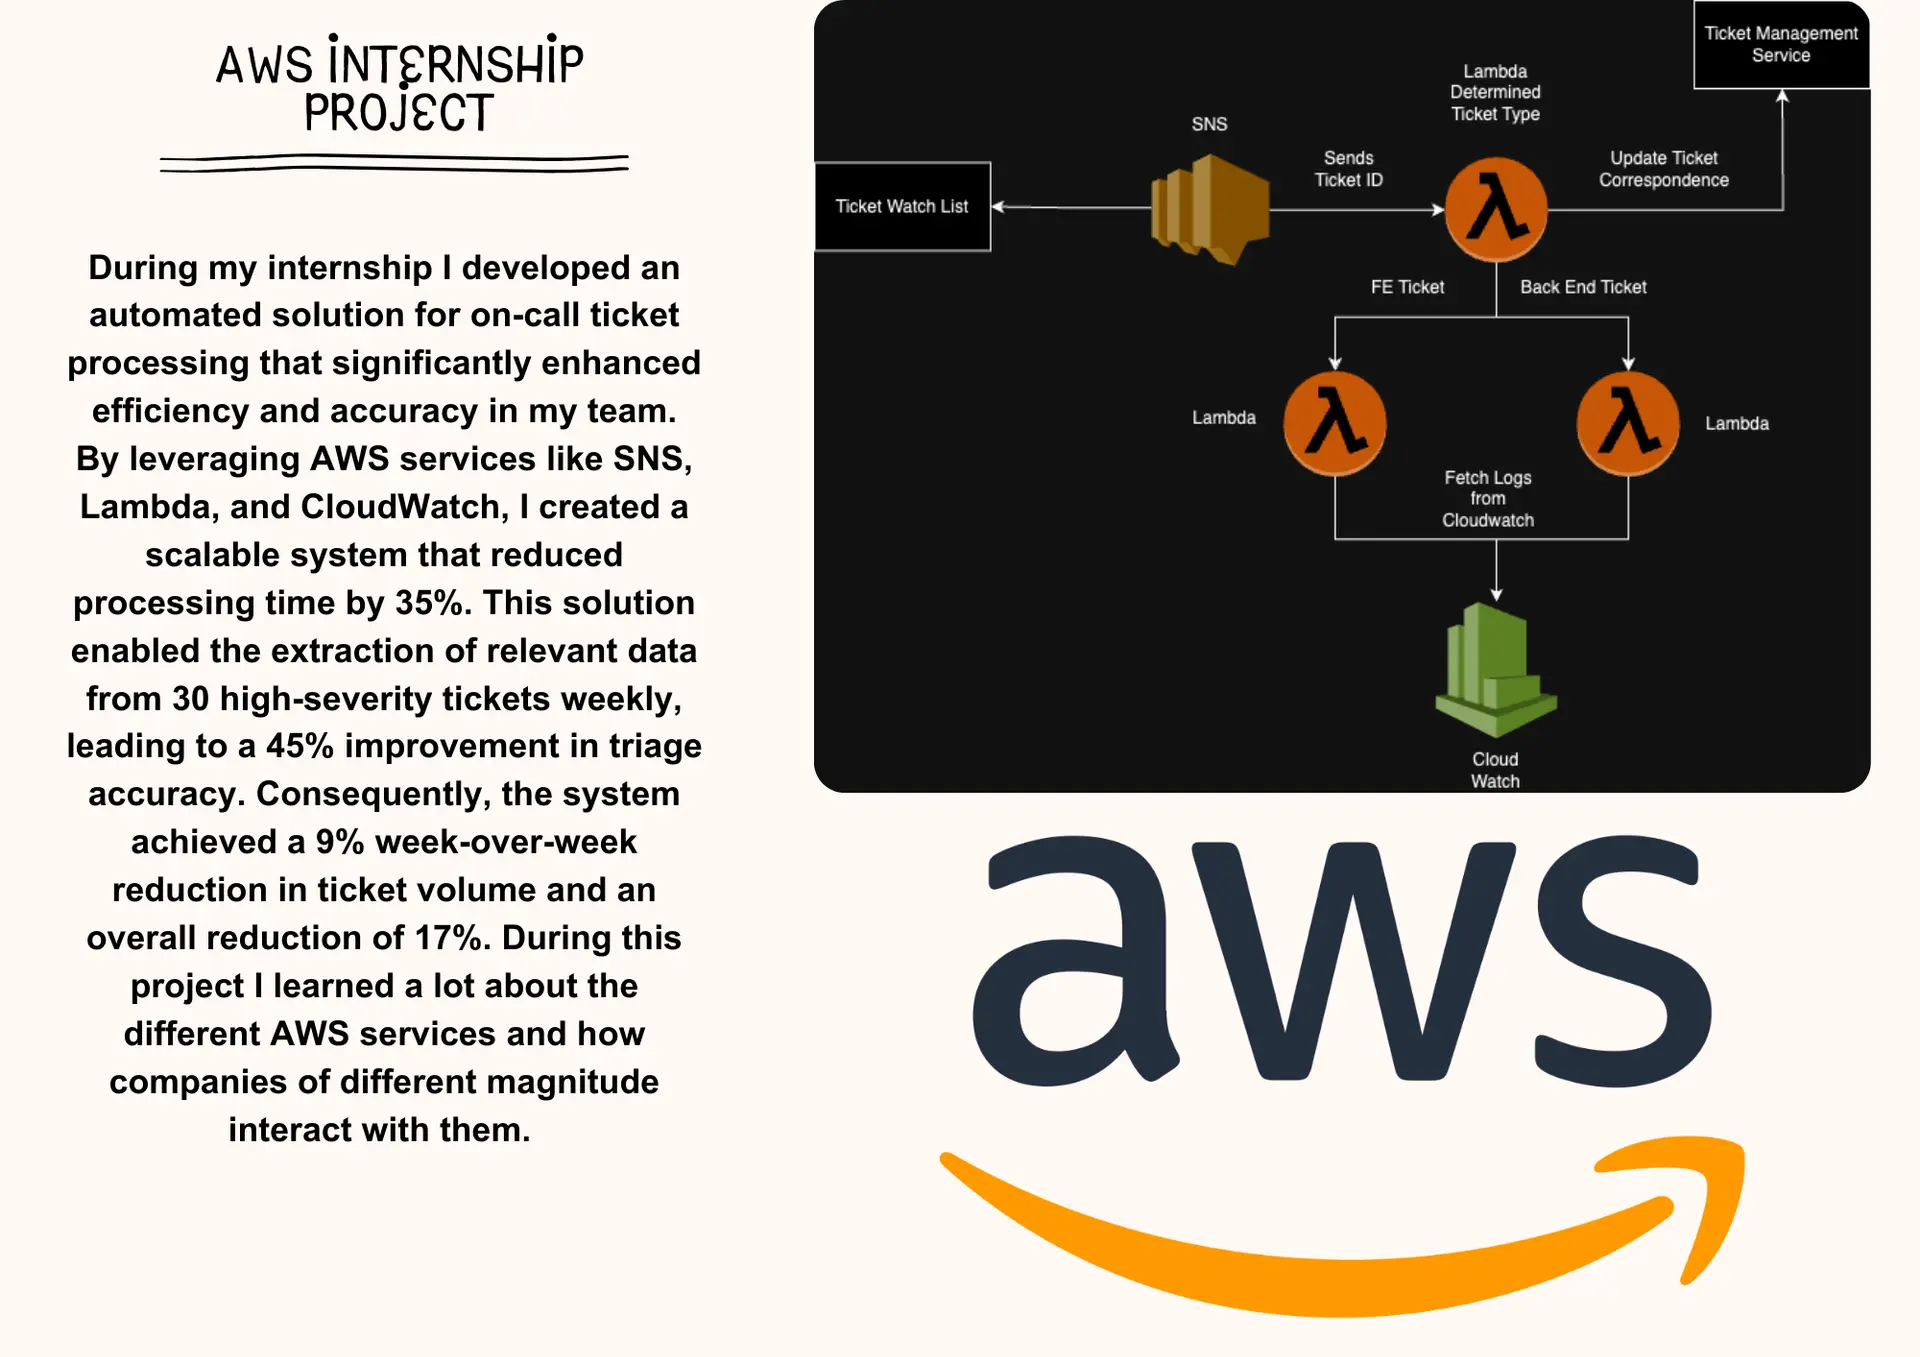 AWS INTERNSHIP
PROJECT
During my internship I developed an
automated solution for on-call ticket
processing that significantly enhanced
efficiency and accuracy in my team.
By leveraging AWS services like SNS,
Lambda, and CloudWatch, I created a
scalable system that reduced
processing time by 35%. This solution
enabled the extraction of relevant data
from 30 high-severity tickets weekly,
leading to a 45% improvement in triage
accuracy. Consequently, the system
achieved a 9% week-over-week
reduction in ticket volume and an
overall reduction of 17%. During this
project I learned a lot about the
different AWS services and how
companies of different magnitude
interact with them.
Ticket Management
Service
Lambda
Determined
Ticket Type
SNS
Sends
Ticket ID
Update Ticket
Correspondence
Ticket Watch List
FE Ticket
Back End Ticket
Lambda
Lambda
Fetch Logs
from
Cloudwatch
Cloud
Watch
aws